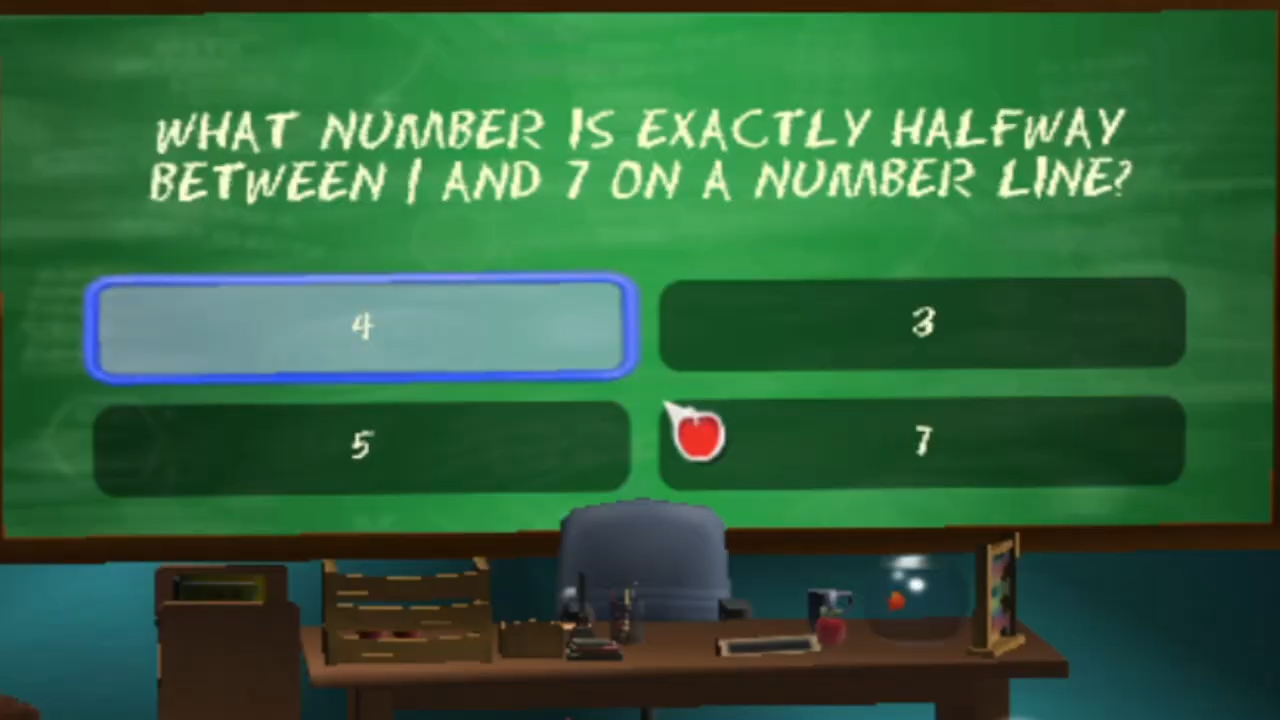 WHAT NUMBER IS EXACTLY HALFWAY
BETWEEN 1 AND 7 ON A NUMBER LINE?
4
3
5
7